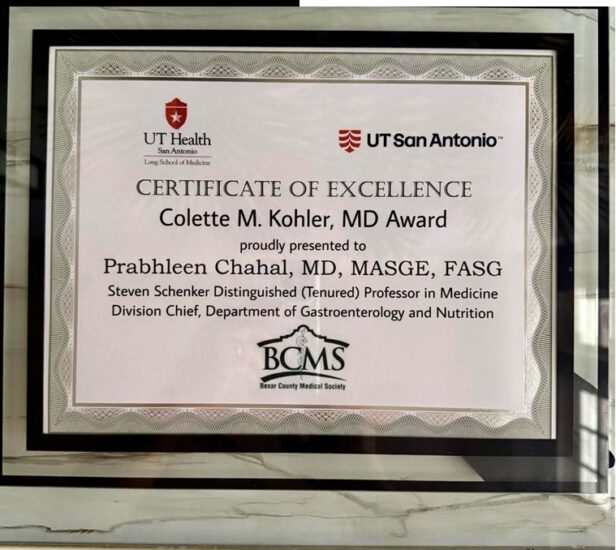 UT Health
San Antonio
Long School of Medicine
UT San Antonio™
CERTIFICATE OF EXCELLENCE
Colette M. Kohler, MD Award
proudly presented to
Prabhleen Chahal, MD, MASGE, FASG
Steven Schenker Distinguished (Tenured) Professor in Medicine
Division Chief, Department of Gastroenterology and Nutrition
BCMS
Bexar County Medical Society